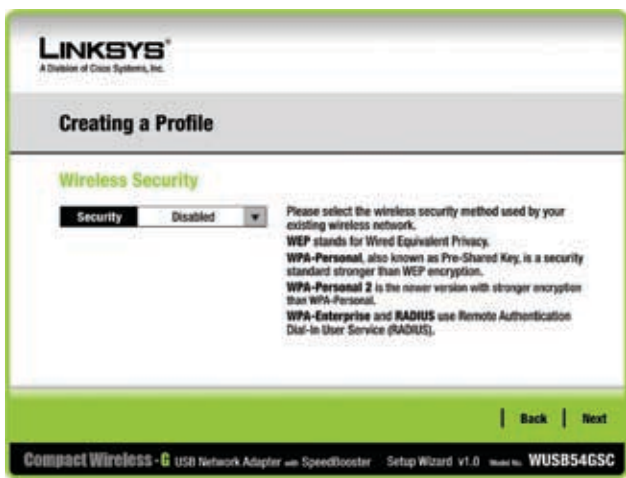 LINKSYS®
A Division of Cisco Systems, Inc.
Creating a Profile
Wireless Security
Security Disabled
Please select the wireless security method used by your
existing wireless network.
WEP stands for Wired Equivalent Privacy.
WPA-Personal, also known as Pre-Shared Key, is a security
standard stronger than WEP encryption.
WPA-Personal 2 is the newer version with stronger encryption
than WPA-Personal.
WPA-Enterprise and RADIUS use Remote Authentication
Dial-In User Service (RADIUS).
Back Next
Compact Wireless-G USB Network Adapter with SpeedBooster Setup Wizard v1.0 Model No. WUSB54GSC